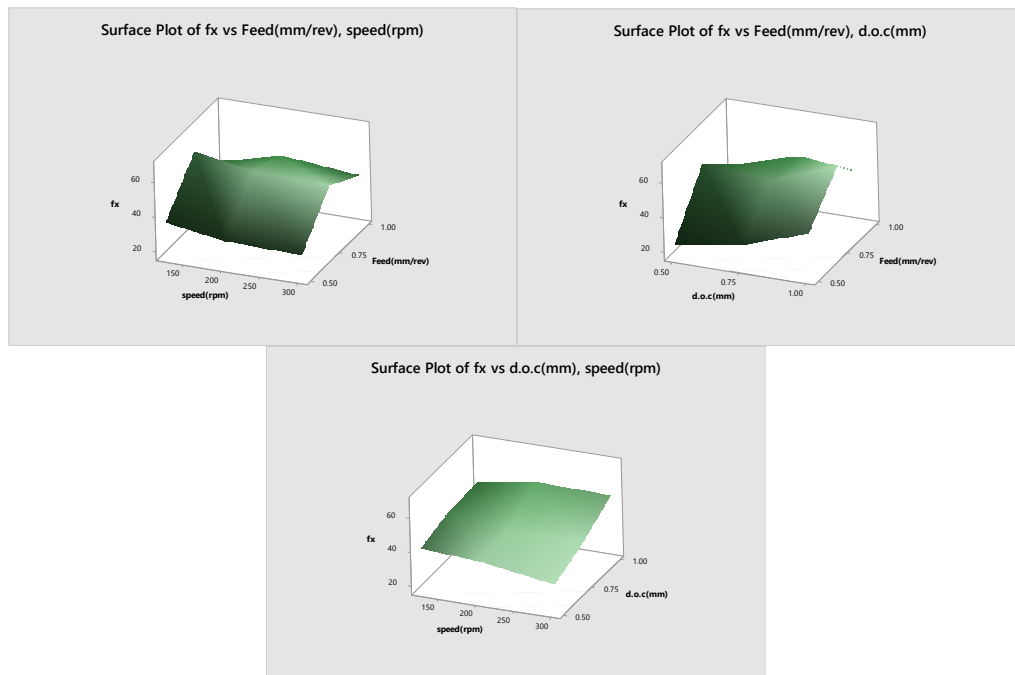 Surface Plot of fx vs Feed(mm/rev), speed(rpm)
60
fx
40
20
150
200
250
300
speed(rpm)
0.50
0.75
1.00
Feed(mm/rev)
Surface Plot of fx vs Feed(mm/rev), d.o.c(mm)
60
fx
40
20
0.50
0.75
1.00
d.o.c(mm)
0.50
0.75
1.00
Feed(mm/rev)
Surface Plot of fx vs d.o.c(mm), speed(rpm)
60
fx
40
20
150
200
250
300
speed(rpm)
0.50
0.75
1.00
d.o.c(mm)